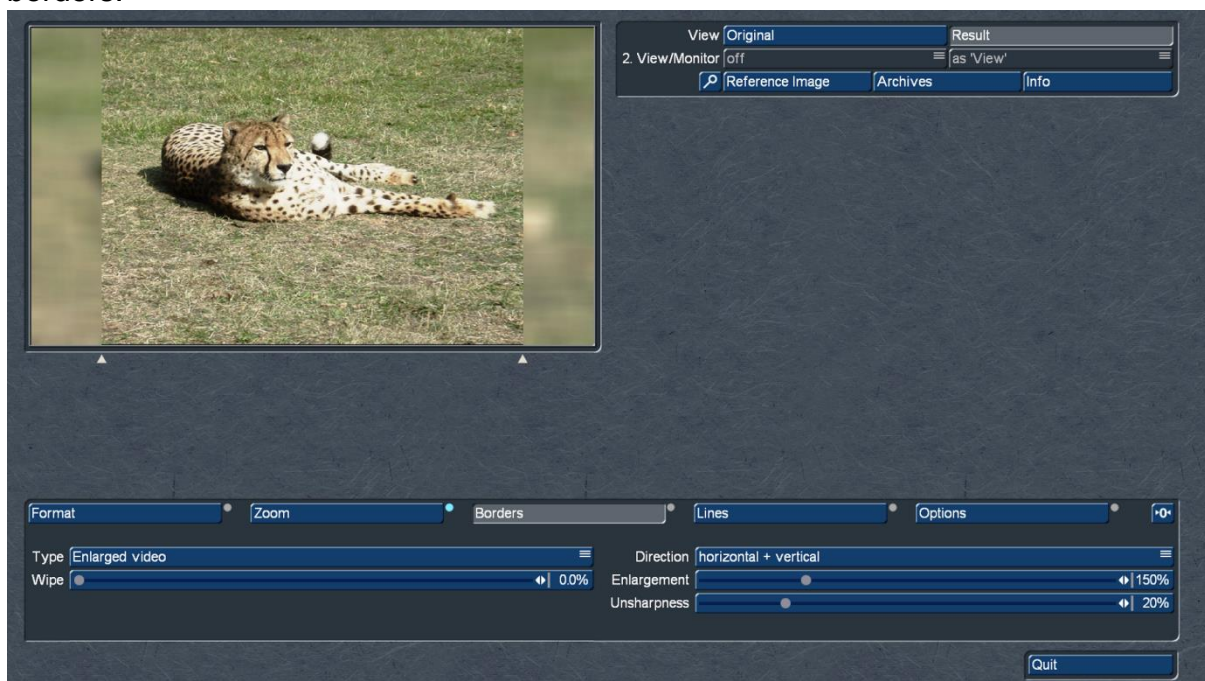 View Original Result
2. View/Monitor off as 'View'
Reference Image Archives Info
Format Zoom Borders Lines Options
Type Enlarged video Direction horizontal + vertical
Wipe 0.0% Enlargement 150%
Unsharpness 20%
Quit